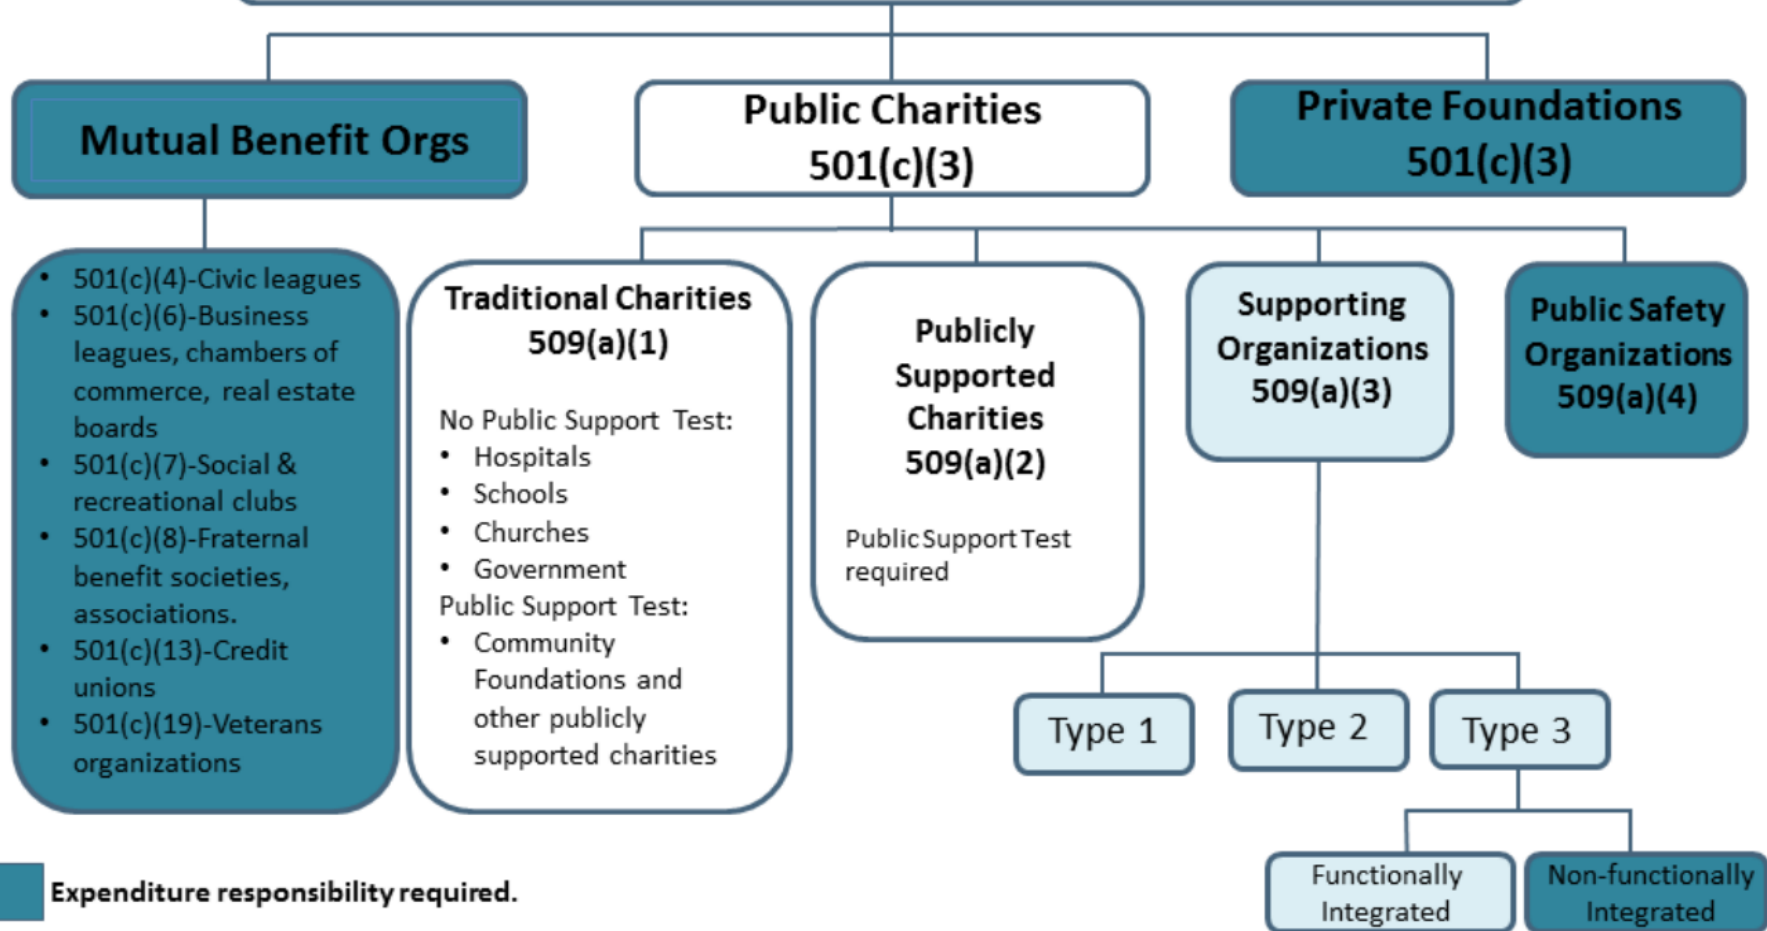 Mutual Benefit Orgs
Public Charities
501(c)(3)
Private Foundations
501(c)(3)
• 501(c)(4)-Civic leagues
• 501(c)(6)-Business
leagues, chambers of
commerce, real estate
boards
• 501(c)(7)-Social &
recreational clubs
• 501(c)(8)-Fraternal
benefit societies,
associations.
• 501(c)(13)-Credit
unions
• 501(c)(19)-Veterans
organizations
Traditional Charities
509(a)(1)
No Public Support Test:
• Hospitals
• Schools
• Churches
• Government
Public Support Test:
• Community
Foundations and
other publicly
supported charities
Publicly
Supported
Charities
509(a)(2)
Public Support Test
required
Supporting
Organizations
509(a)(3)
Public Safety
Organizations
509(a)(4)
Type 1
Type 2
Type 3
Functionally
Integrated
Non-functionally
Integrated
Expenditure responsibility required.